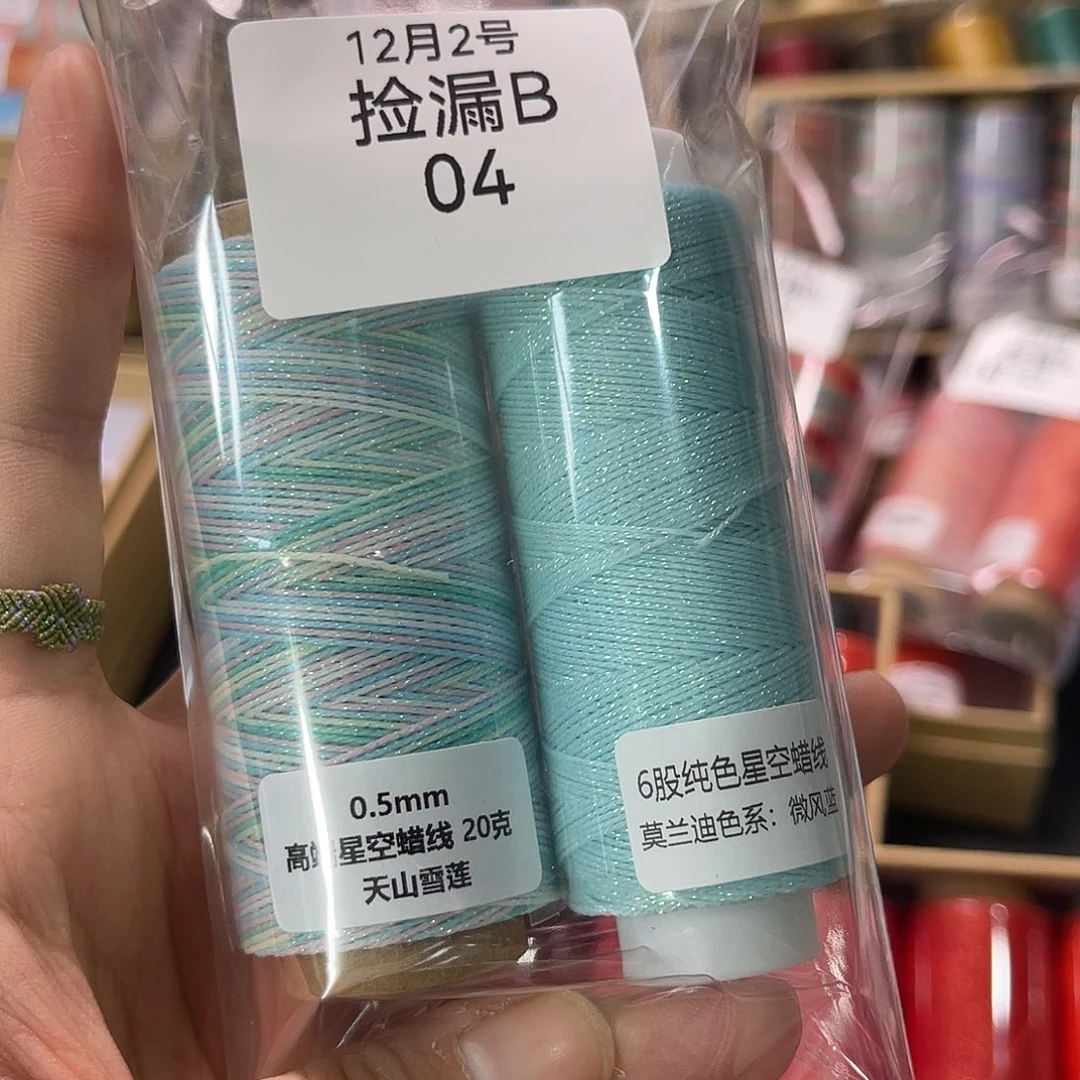 12月2号
捡漏B
04
0.5mm
高端星空蜡线 20克
天山雪莲
6股纯色星空蜡线
莫兰迪色系：微风蓝